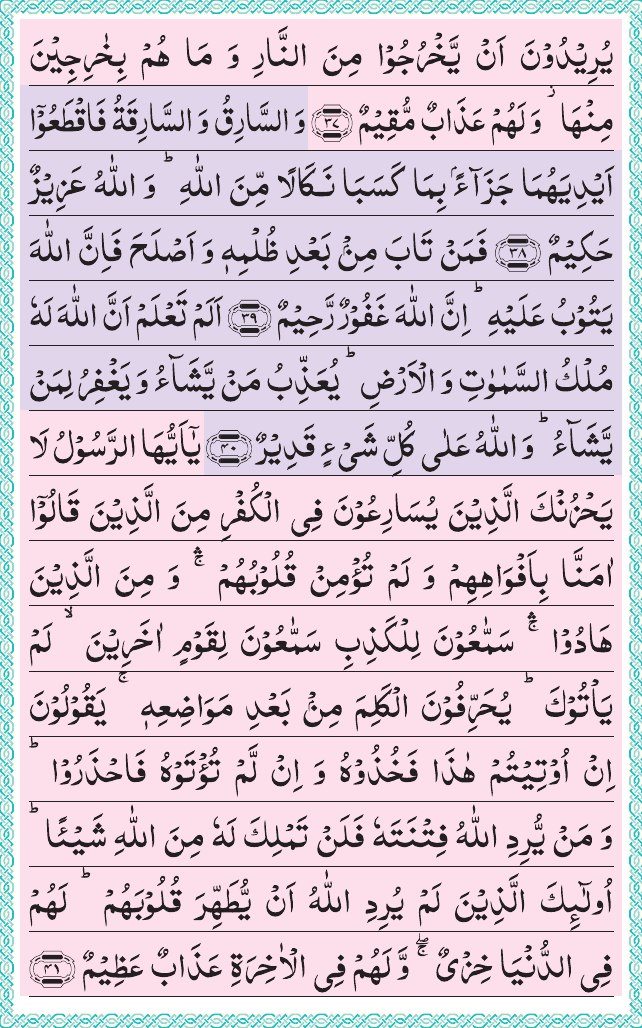 يُرِيْدُوْنَ اَنْ يَّخْرُجُوْا مِنَ النَّارِ وَ مَا هُمْ بِخٰرِجِيْنَ
مِنْهَا ؗ وَ لَهُمْ عَذَابٌ مُّقِيْمٌ ﴿۳۷﴾ وَ السَّارِقُ وَ السَّارِقَةُ فَاقْطَعُوْۤا
اَيْدِيَهُمَا جَزَآءًۢ بِمَا كَسَبَا نَكَالًا مِّنَ اللّٰهِ ؕ وَ اللّٰهُ عَزِيْزٌ
حَكِيْمٌ ﴿۳۸﴾ فَمَنْ تَابَ مِنْۢ بَعْدِ ظُلْمِهٖ وَ اَصْلَحَ فَاِنَّ اللّٰهَ
يَتُوْبُ عَلَيْهِ ؕ اِنَّ اللّٰهَ غَفُوْرٌ رَّحِيْمٌ ﴿۳۹﴾ اَلَمْ تَعْلَمْ اَنَّ اللّٰهَ لَهٗ
مُلْكُ السَّمٰوٰتِ وَ الْاَرْضِ ؕ يُعَذِّبُ مَنْ يَّشَآءُ وَ يَغْفِرُ لِمَنْ
يَّشَآءُ ؕ وَ اللّٰهُ عَلٰى كُلِّ شَيْءٍ قَدِيْرٌ ﴿۴۰﴾ يٰۤاَيُّهَا الرَّسُوْلُ لَا
يَحْزُنْكَ الَّذِيْنَ يُسَارِعُوْنَ فِي الْكُفْرِ مِنَ الَّذِيْنَ قَالُوْۤا
اٰمَنَّا بِاَفْوَاهِهِمْ وَ لَمْ تُؤْمِنْ قُلُوْبُهُمْ ۛۚ وَ مِنَ الَّذِيْنَ
هَادُوْا ۛۚ سَمّٰعُوْنَ لِلْكَذِبِ سَمّٰعُوْنَ لِقَوْمٍ اٰخَرِيْنَ ۙ لَمْ
يَاْتُوْكَ ؕ يُحَرِّفُوْنَ الْكَلِمَ مِنْۢ بَعْدِ مَوَاضِعِهٖ ۚ يَقُوْلُوْنَ
اِنْ اُوْتِيْتُمْ هٰذَا فَخُذُوْهُ وَ اِنْ لَّمْ تُؤْتَوْهُ فَاحْذَرُوْا ؕ
وَ مَنْ يُّرِدِ اللّٰهُ فِتْنَتَهٗ فَلَنْ تَمْلِكَ لَهٗ مِنَ اللّٰهِ شَيْـًٔا ؕ
اُولٰٓىِٕكَ الَّذِيْنَ لَمْ يُرِدِ اللّٰهُ اَنْ يُّطَهِّرَ قُلُوْبَهُمْ ؕ لَهُمْ
فِي الدُّنْيَا خِزْيٌ ۖۚ وَّ لَهُمْ فِي الْاٰخِرَةِ عَذَابٌ عَظِيْمٌ ﴿۴۱﴾